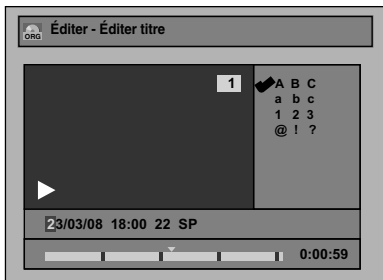 ORG Éditer - Éditer titre
1
A B C
a b c
1 2 3
@ ! ?
23/03/08 18:00 22 SP
0:00:59